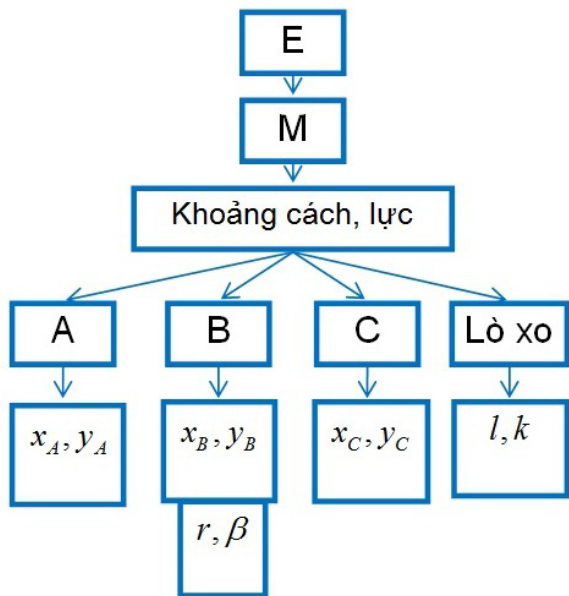 E
M
Khoảng cách, lực
A B C Lò xo
x_A, y_A x_B, y_B x_C, y_C l, k
r, β